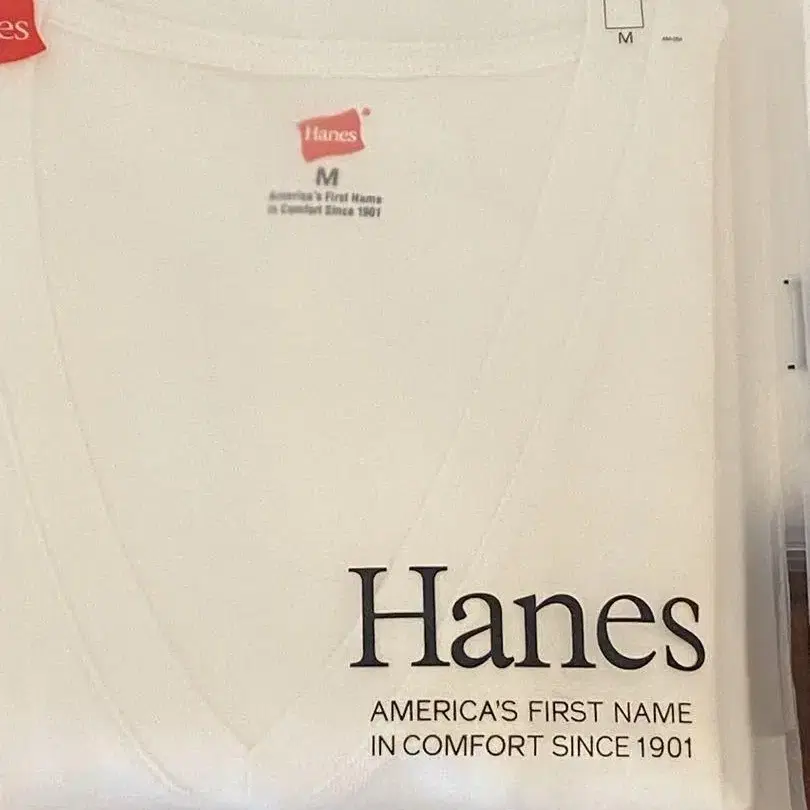 es
M
Hanes
M
America's First Name
in Comfort Since 1901
Hanes
AMERICA'S FIRST NAME
IN COMFORT SINCE 1901